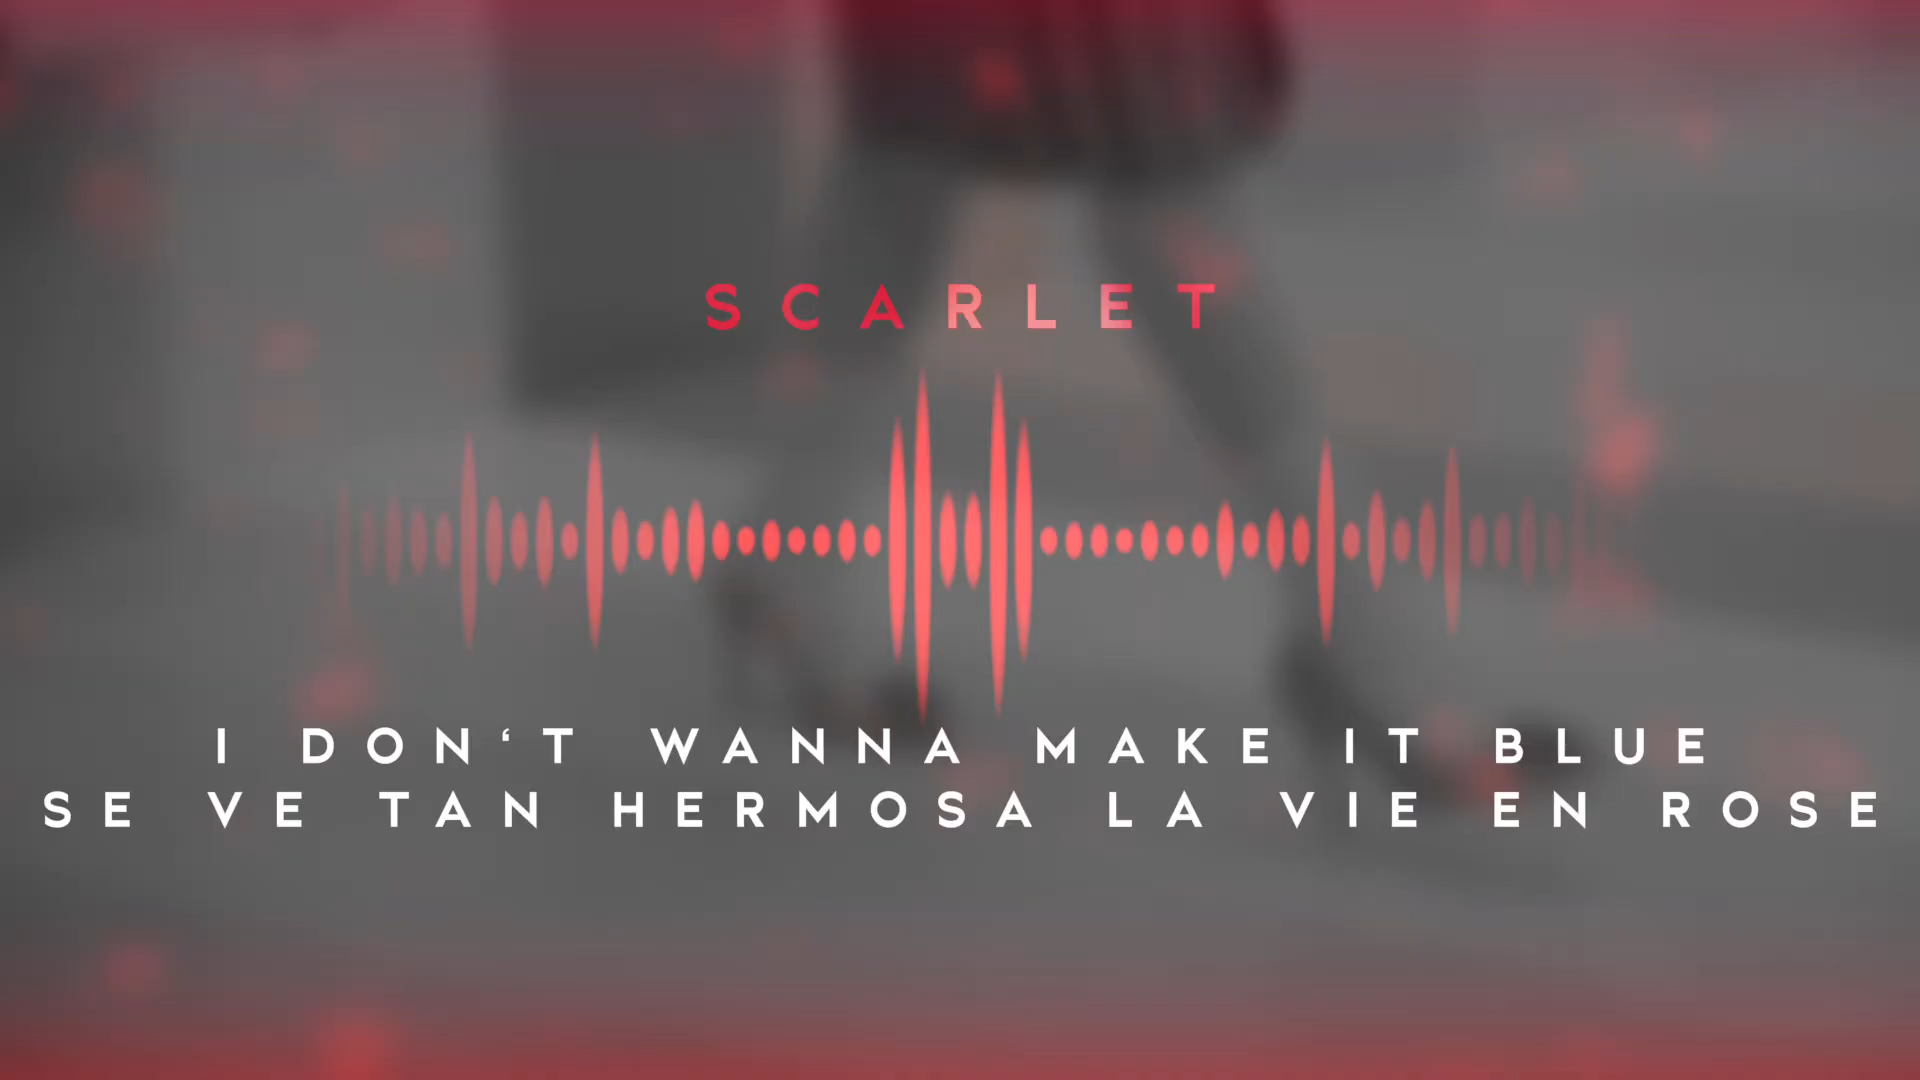 SCARLET
I DON‘T WANNA MAKE IT BLUE
SE VE TAN HERMOSA LA VIE EN ROSE